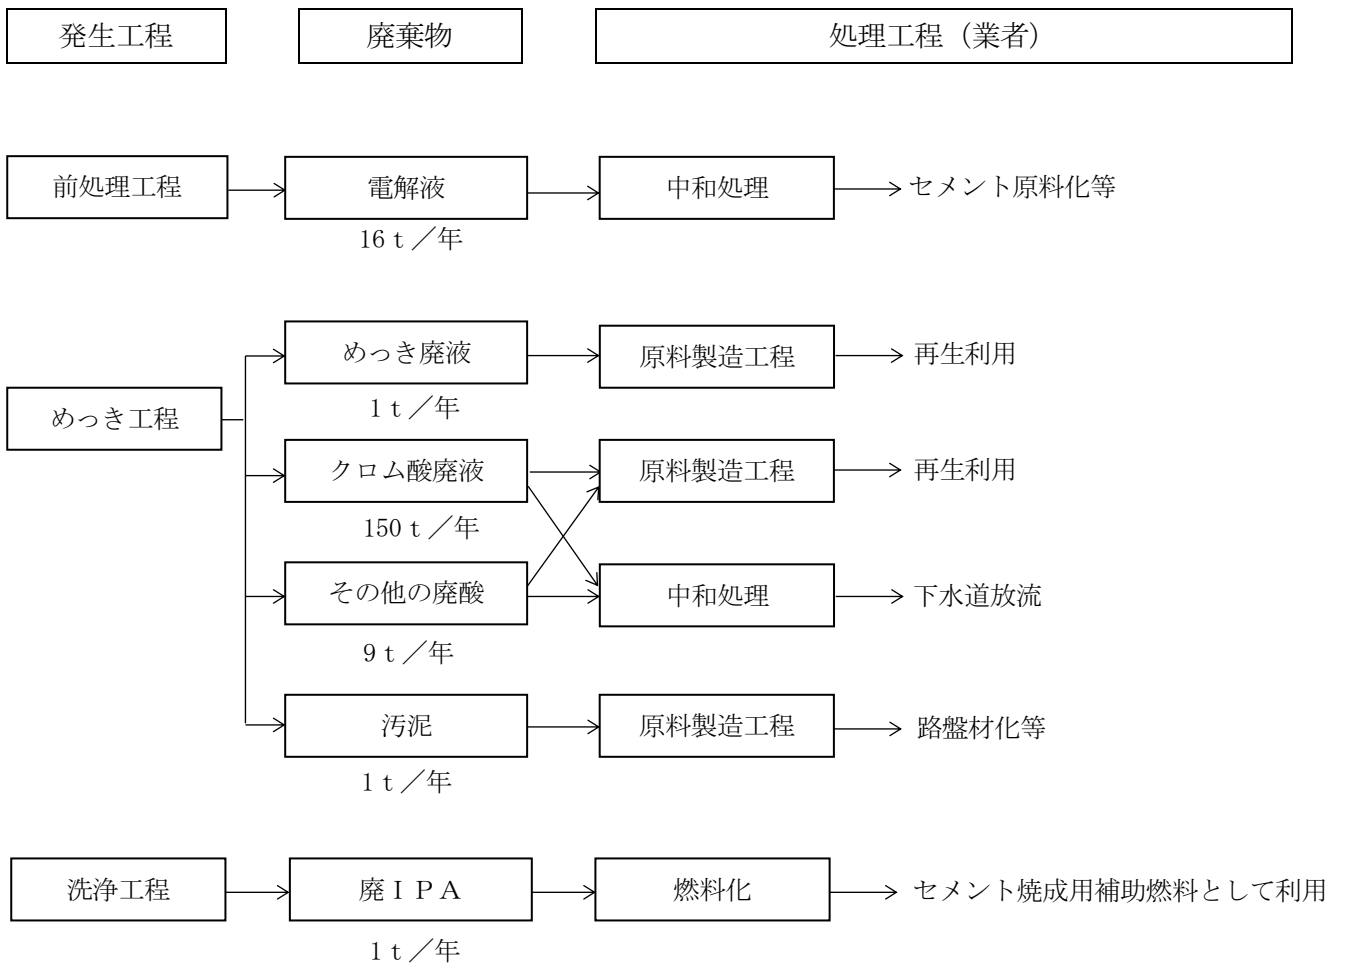 発生工程
廃棄物
処理工程（業者）
前処理工程
電解液
中和処理
セメント原料化等
16ｔ／年
めっき工程
めっき廃液
原料製造工程
再生利用
1ｔ／年
クロム酸廃液
原料製造工程
再生利用
150ｔ／年
その他の廃酸
中和処理
下水道放流
9ｔ／年
汚泥
原料製造工程
路盤材化等
1ｔ／年
洗浄工程
廃ＩＰＡ
燃料化
セメント焼成用補助燃料として利用
1ｔ／年